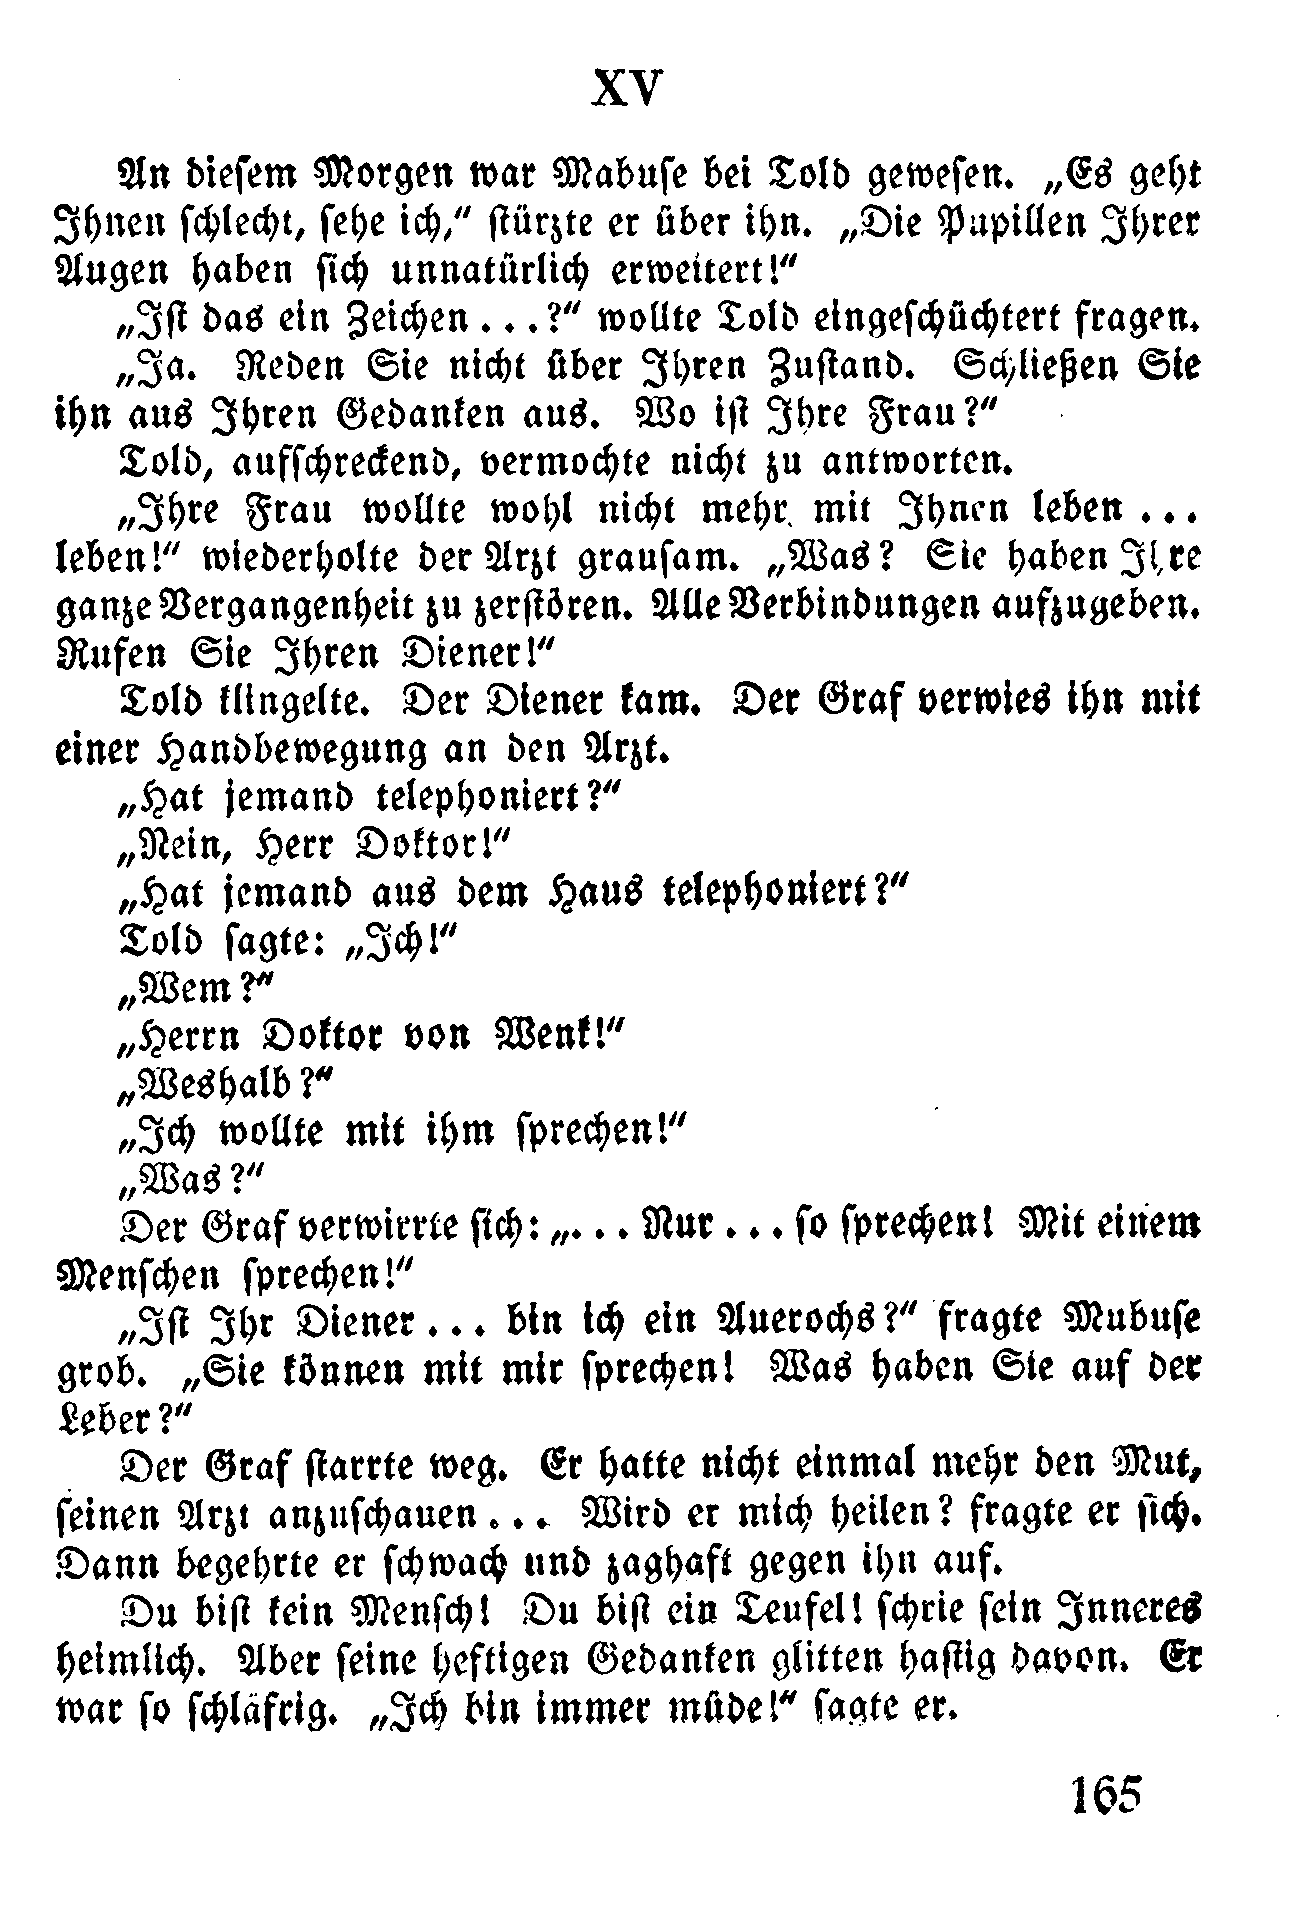 XV
An diesem Morgen war Mabuse bei Told gewesen. „Es geht
Ihnen schlecht, sehe ich,“ stürzte er über ihn. „Die Pupillen Ihrer
Augen haben sich unnatürlich erweitert!“
„Ist das ein Zeichen . . .?“ wollte Told eingeschüchtert fragen.
„Ja. Reden Sie nicht über Ihren Zustand. Schließen Sie
ihn aus Ihren Gedanken aus. Wo ist Ihre Frau?“
Told, aufschreckend, vermochte nicht zu antworten.
„Ihre Frau wollte wohl nicht mehr mit Ihnen leben . . .
leben!“ wiederholte der Arzt grausam. „Was? Sie haben Ihre
ganze Vergangenheit zu zerstören. Alle Verbindungen aufzugeben.
Rufen Sie Ihren Diener!“
Told klingelte. Der Diener kam. Der Graf verwies ihn mit
einer Handbewegung an den Arzt.
„Hat jemand telephoniert?“
„Nein, Herr Doktor!“
„Hat jemand aus dem Haus telephoniert?“
Told sagte: „Ich!“
„Wem?“
„Herrn Doktor von Wenk!“
„Weshalb?“
„Ich wollte mit ihm sprechen!“
„Was?“
Der Graf verwirrte sich: „. . . Nur . . . so sprechen! Mit einem
Menschen sprechen!“
„Ist Ihr Diener . . . bin ich ein Auerochs?“ fragte Mubuse
grob. „Sie können mit mir sprechen! Was haben Sie auf der
Leber?“
Der Graf starrte weg. Er hatte nicht einmal mehr den Mut,
seinen Arzt anzuschauen . . . Wird er mich heilen? fragte er sich.
Dann begehrte er schwach und zaghaft gegen ihn auf.
Du bist kein Mensch! Du bist ein Teufel! schrie sein Inneres
heimlich. Aber seine heftigen Gedanken glitten hastig davon. Er
war so schläfrig. „Ich bin immer müde!“ sagte er.
165